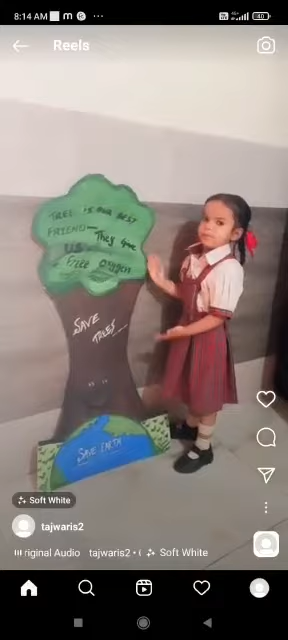 8:14 AM
40
Reels
TREE is OUR BEST
FRIEND—They Give
US
Free Oxygen
SAVE
TREES
SAVE EARTH
Soft White
tajwaris2
riginal Audio tajwaris2 • Soft White